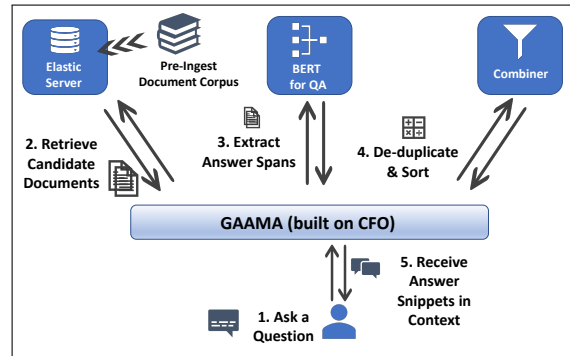 Elastic
Server
Pre-Ingest
Document Corpus
BERT
for QA
Combiner
2. Retrieve
Candidate
Documents
3. Extract
Answer Spans
4. De-duplicate
& Sort
GAAMA (built on CFO)
1. Ask a
Question
5. Receive
Answer
Snippets in
Context